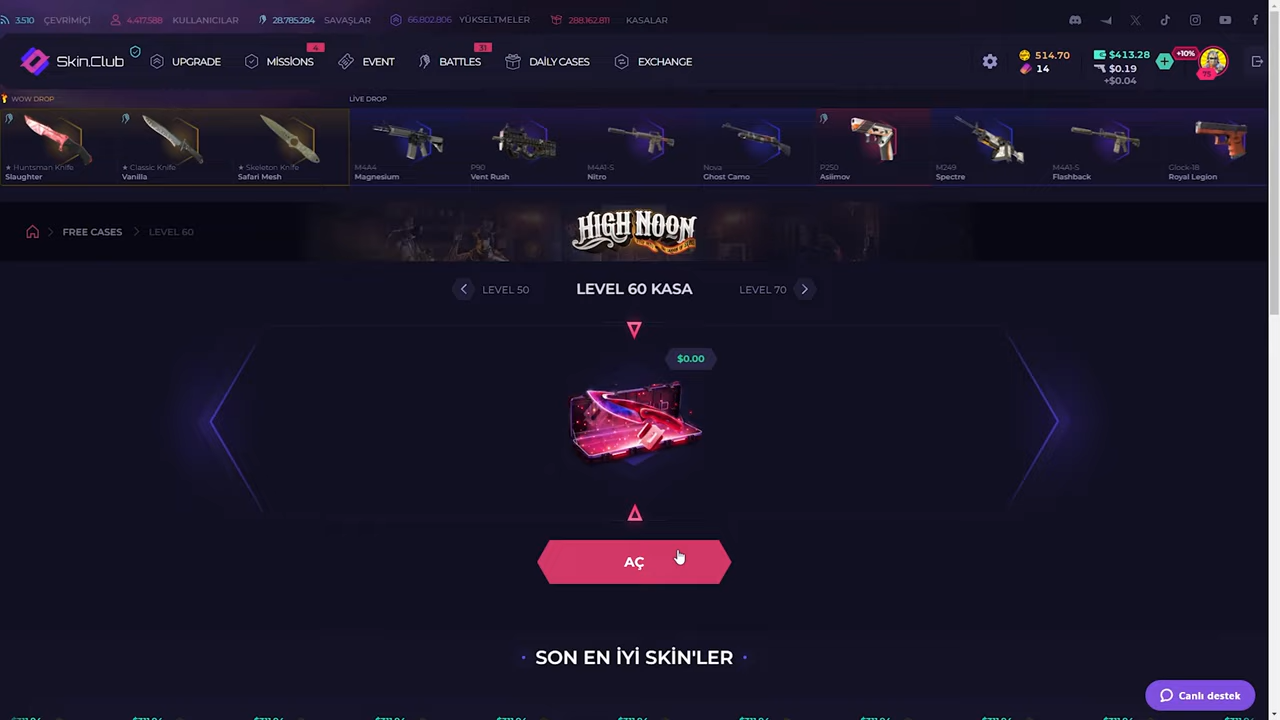 3.510 ÇEVRİMİÇİ 4.417.588 KULLANICILAR 28.785.284 SAVAŞLAR 66.802.806 YÜKSELTMELER 288.162.811 KASALAR
Skin.Club UPGRADE MISSIONS 4 EVENT BATTLES 31 DAILY CASES EXCHANGE
514.70 $413.28 +10%
14 $0.19 75
+$0.04
WOW DROP LİVE DROP
★ Huntsman Knife ★ Classic Knife ★ Skeleton Knife M4A4 P90 M4A1-S Nova P250 M249 M4A1-S Glock-18
Slaughter Vanilla Safari Mesh Magnesium Vent Rush Nitro Ghost Camo Asiimov Spectre Flashback Royal Legion
HIGH NOON
FREE CASES LEVEL 60
LEVEL 50 LEVEL 60 KASA LEVEL 70
$0.00
AÇ
SON EN İYİ SKİN'LER
Canlı destek